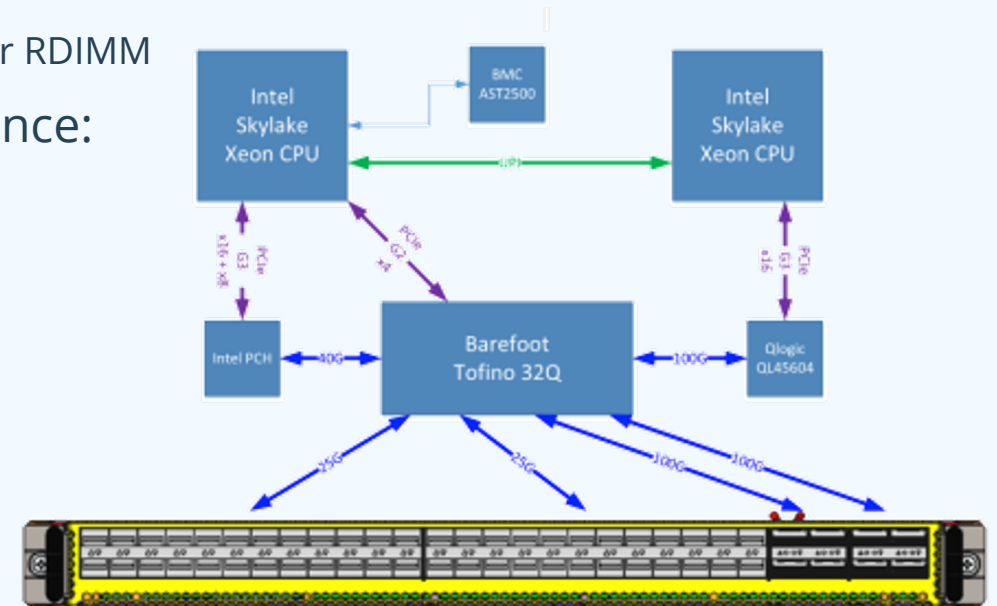 r RDIMM
nce:
Intel
Skylake
Xeon CPU
BMC
AST2500
Intel
Skylake
Xeon CPU
UPI
PCIe
G3
x16 + x8
PCIe
G2
x4
PCIe
G3
x16
Intel PCH
40G
Barefoot
Tofino 32Q
100G
Qlogic
QL45604
25G
25G
100G
100G